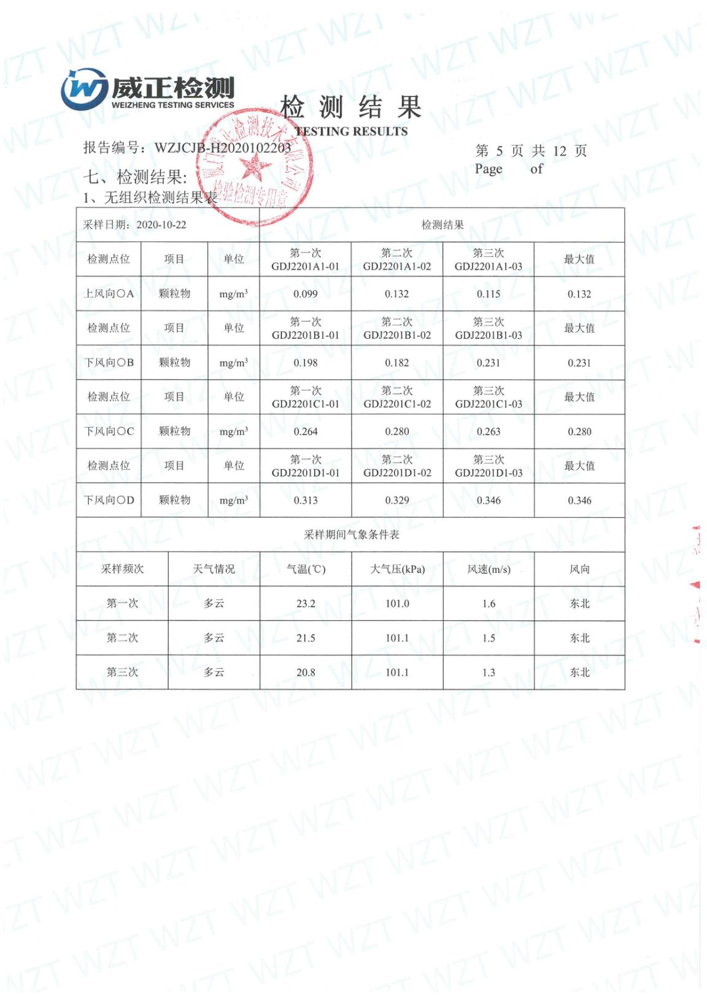 威正检测
WEIZHENG TESTING SERVICES
检 测 结 果
TESTING RESULTS
报告编号：WZJCJB-H2020102203
第 5 页 共 12 页
Page of
七、检测结果:
1、无组织检测结果表
检测技术有限公司
检验检测专用章
采样日期：2020-10-22 检测结果
检测点位 项目 单位 第一次 GDJ2201A1-01 第二次 GDJ2201A1-02 第三次 GDJ2201A1-03 最大值
上风向○A 颗粒物 mg/m³ 0.099 0.132 0.115 0.132
检测点位 项目 单位 第一次 GDJ2201B1-01 第二次 GDJ2201B1-02 第三次 GDJ2201B1-03 最大值
下风向○B 颗粒物 mg/m³ 0.198 0.182 0.231 0.231
检测点位 项目 单位 第一次 GDJ2201C1-01 第二次 GDJ2201C1-02 第三次 GDJ2201C1-03 最大值
下风向○C 颗粒物 mg/m³ 0.264 0.280 0.263 0.280
检测点位 项目 单位 第一次 GDJ2201D1-01 第二次 GDJ2201D1-02 第三次 GDJ2201D1-03 最大值
下风向○D 颗粒物 mg/m³ 0.313 0.329 0.346 0.346
采样期间气象条件表
采样频次 天气情况 气温(℃) 大气压(kPa) 风速(m/s) 风向
第一次 多云 23.2 101.0 1.6 东北
第二次 多云 21.5 101.1 1.5 东北
第三次 多云 20.8 101.1 1.3 东北